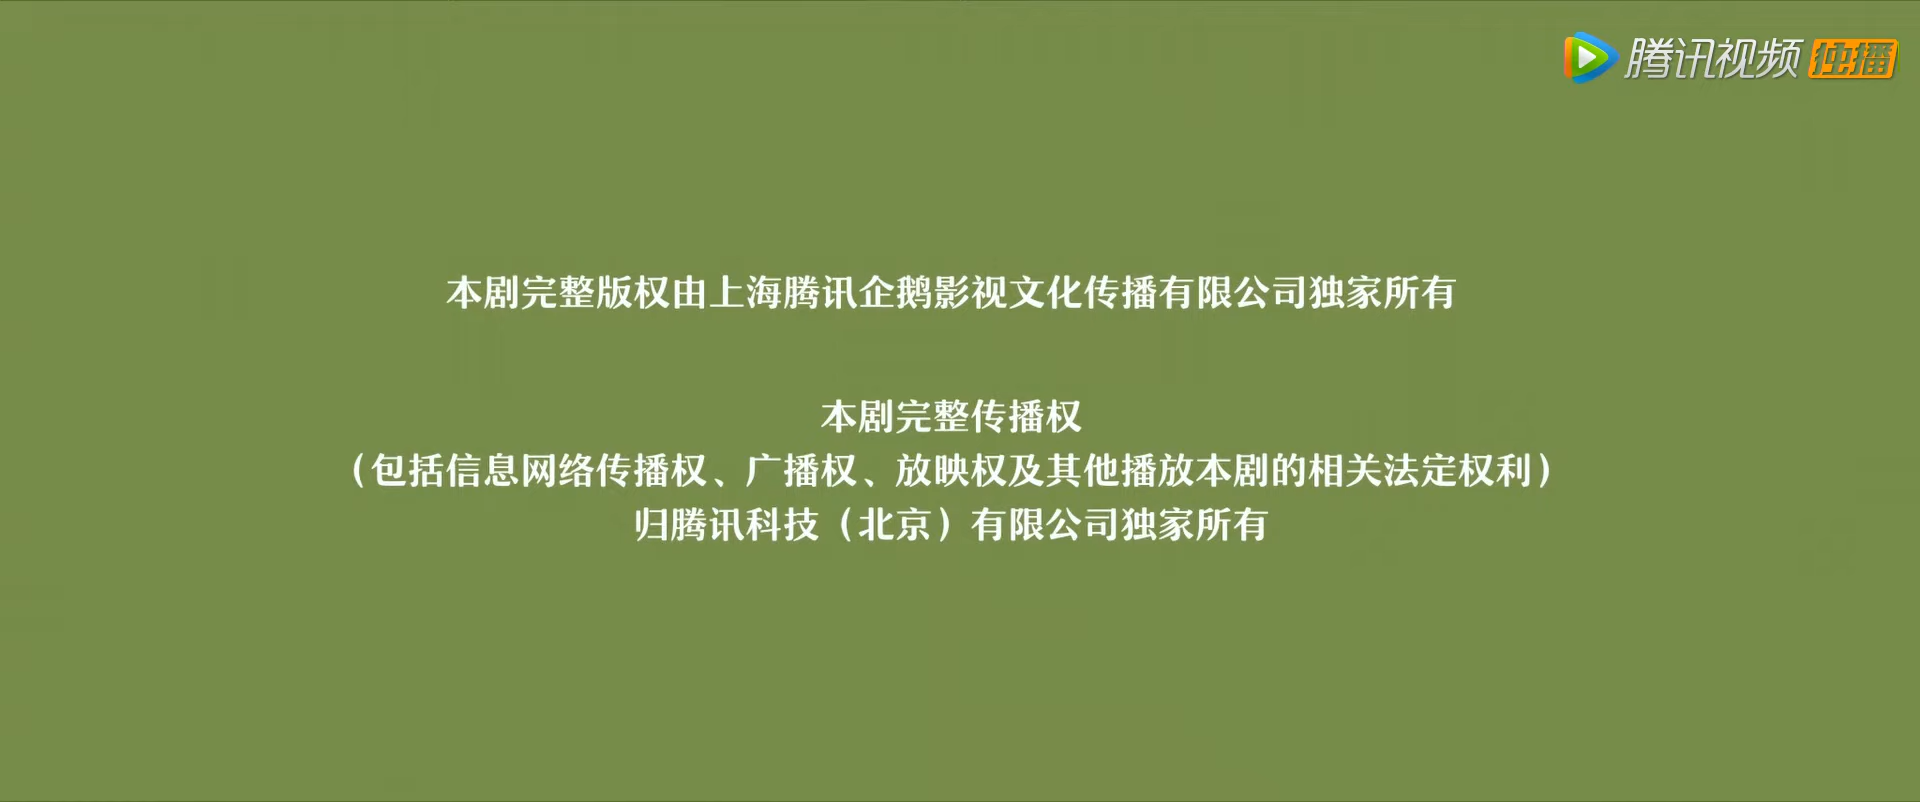 腾讯视频 独播
本剧完整版权由上海腾讯企鹅影视文化传播有限公司独家所有
本剧完整传播权
（包括信息网络传播权、广播权、放映权及其他播放本剧的相关法定权利）
归腾讯科技（北京）有限公司独家所有